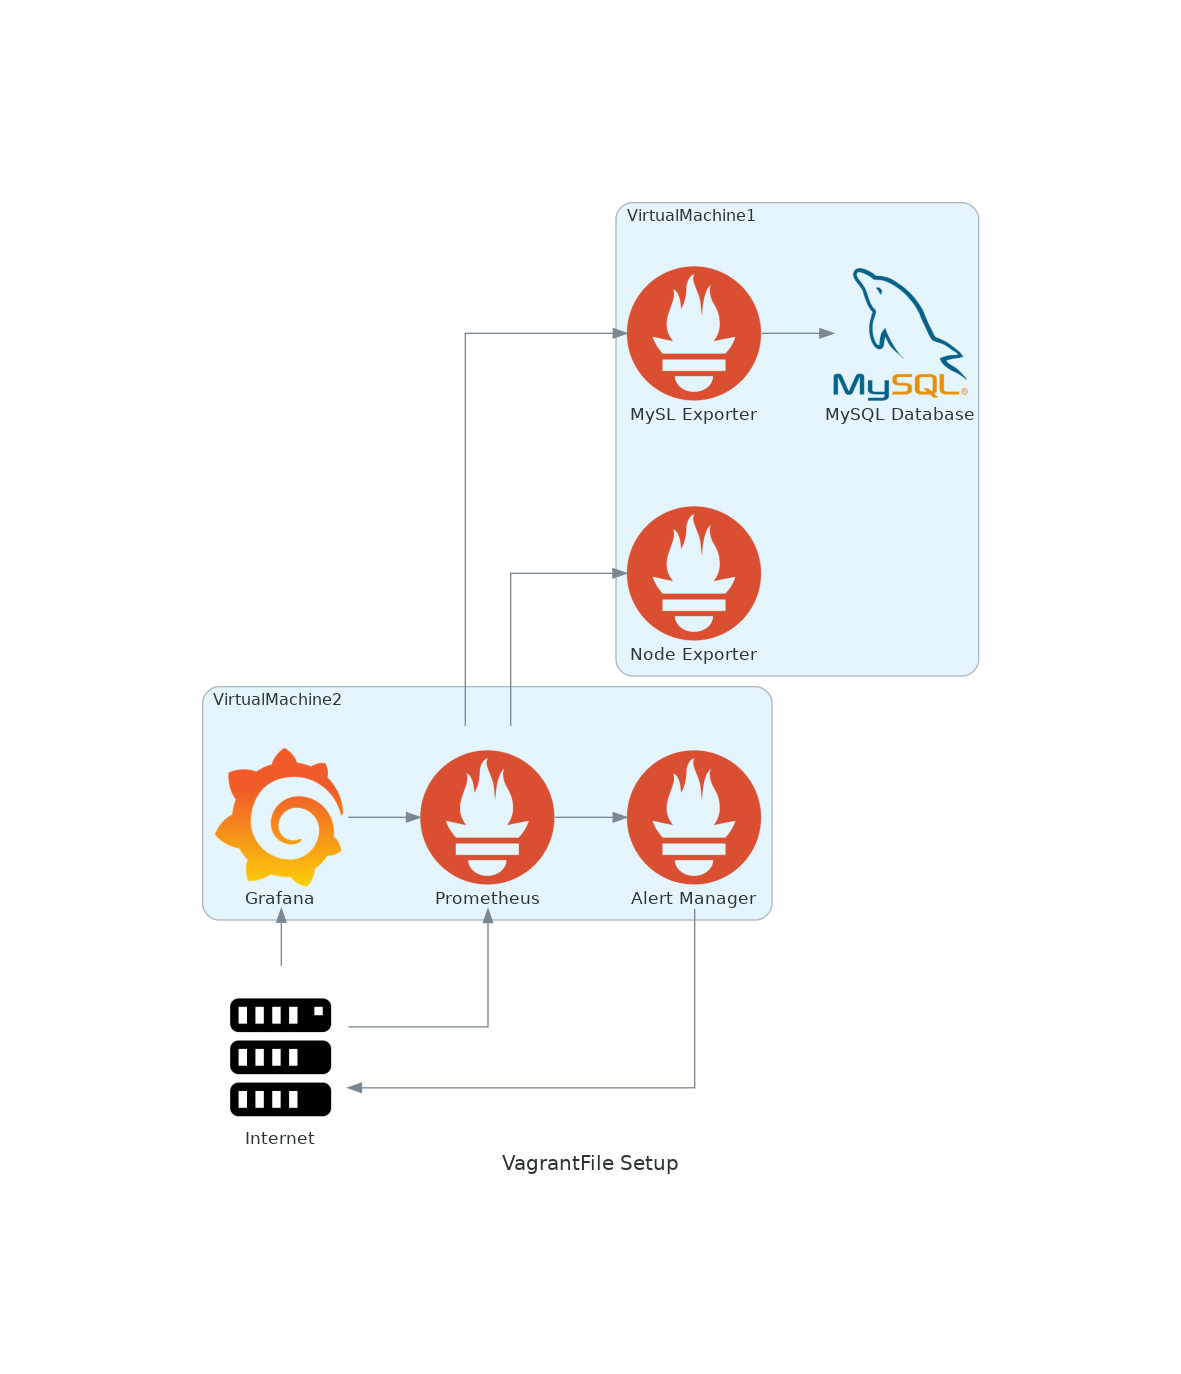 VirtualMachine1
MySQL®
MySL Exporter
MySQL Database
Node Exporter
VirtualMachine2
Grafana
Prometheus
Alert Manager
Internet
VagrantFile Setup